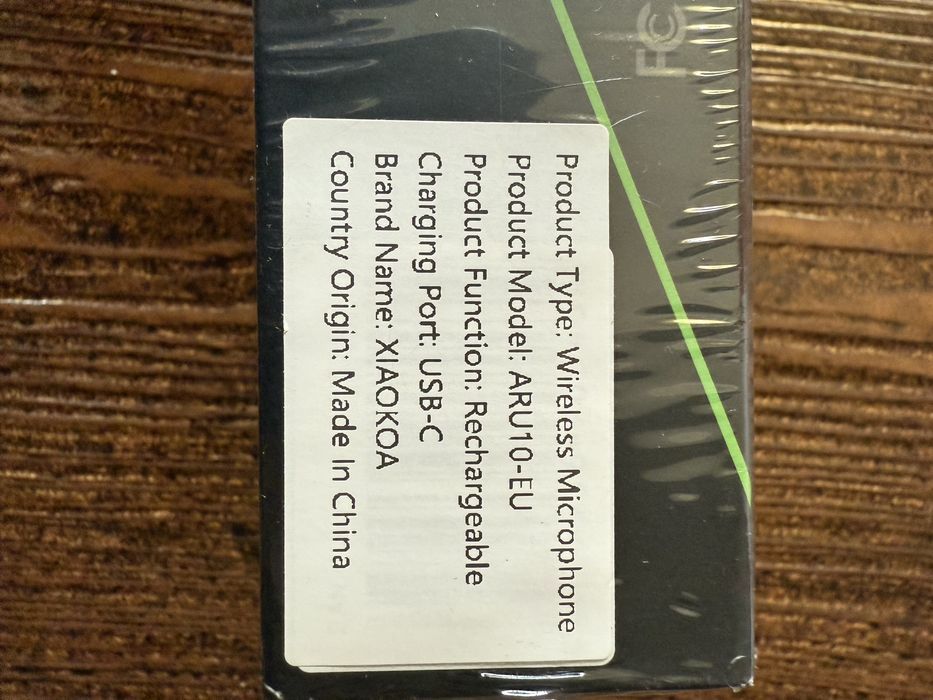 FC
Product Type: Wireless Microphone
Product Model: ARU10-EU
Product Function: Rechargeable
Charging Port: USB-C
Brand Name: XIAOKOA
Country Origin: Made In China